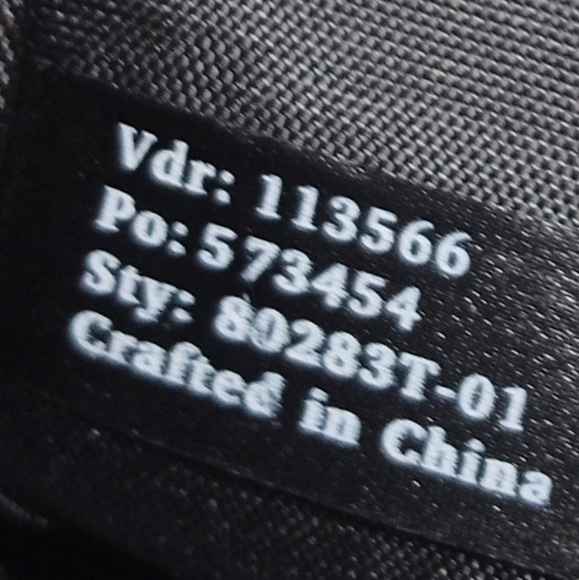 Vdr: 113566
Po: 573454
Sty: 80283T-01
Crafted in China